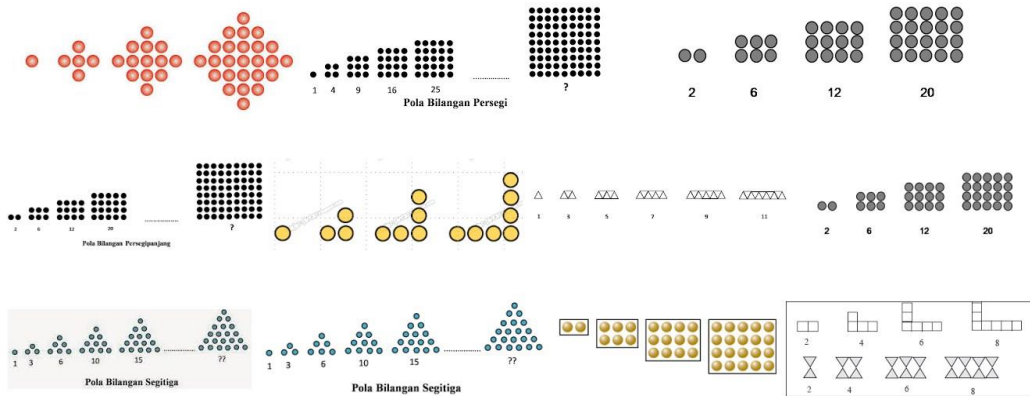 1 4 9 16 25 ................ ?
Pola Bilangan Persegi
2 6 12 20
2 6 12 20 ................ ?
Pola Bilangan Persegipanjang
1 3 5 7 9 11
2 6 12 20
1 3 6 10 15 ................ ??
Pola Bilangan Segitiga
1 3 6 10 15 ................ ??
Pola Bilangan Segitiga
2 4 6 8
2 4 6 8